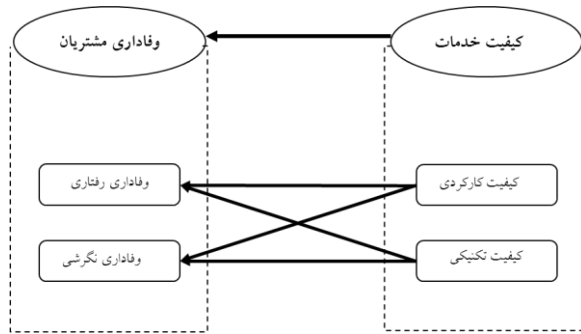 کیفیت خدمات
وفاداری مشتریان
کیفیت کارکردی
وفاداری رفتاری
کیفیت تکنیکی
وفاداری نگرشی